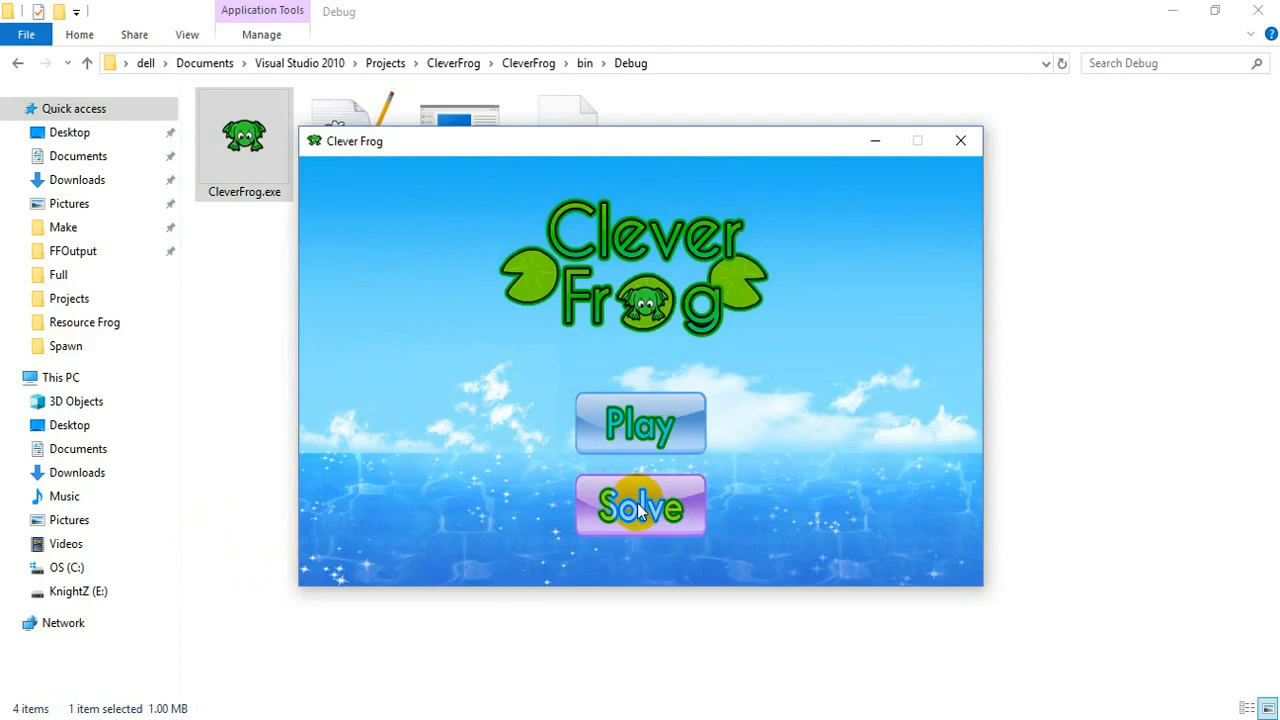 Application Tools
Debug
File
Home
Share
View
Manage
dell
Documents
Visual Studio 2010
Projects
CleverFrog
CleverFrog
bin
Debug
Search Debug
Quick access
Desktop
Documents
Downloads
Pictures
Make
FFOutput
Full
Projects
Resource Frog
Spawn
This PC
3D Objects
Desktop
Documents
Downloads
Music
Pictures
Videos
OS (C:)
KnightZ (E:)
Network
CleverFrog.exe
Clever Frog
Clever
Frog
Play
Solve
4 items
1 item selected 1.00 MB